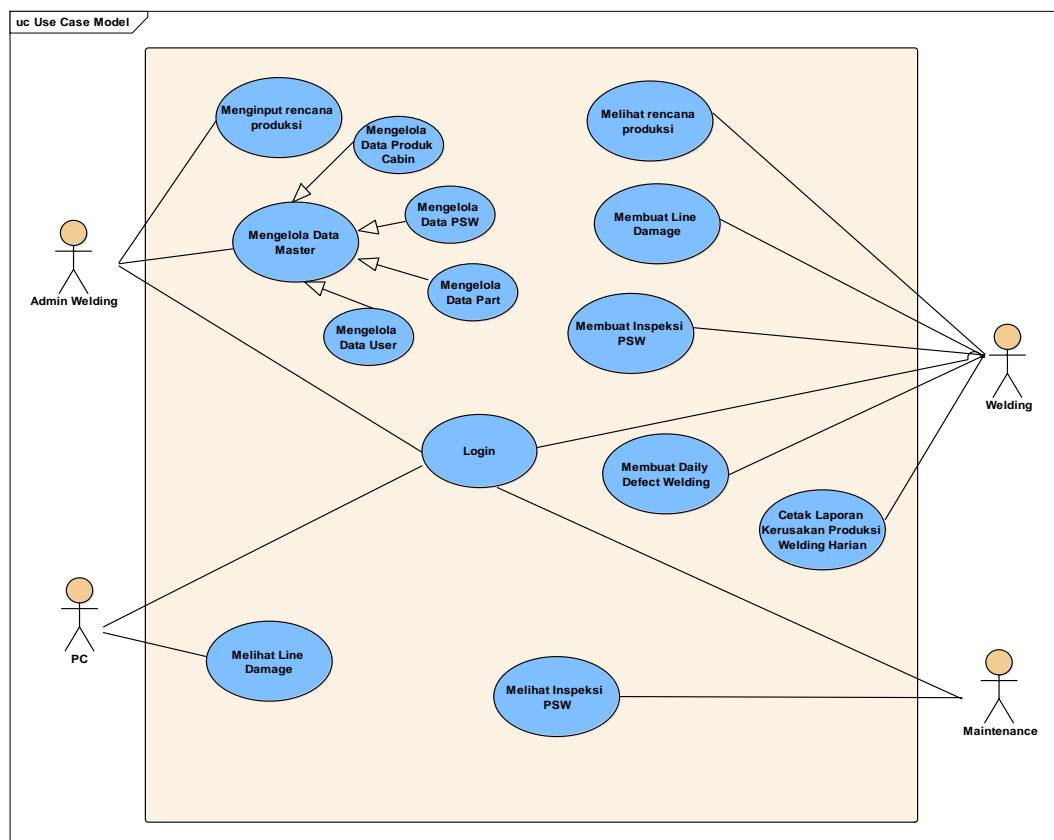 uc Use Case Model
Menginput rencana
produksi
Melihat rencana
produksi
Mengelola
Data Produk
Cabin
Mengelola
Data PSW
Mengelola Data
Master
Membuat Line
Damage
Admin Welding
Mengelola
Data Part
Mengelola
Data User
Membuat Inspeksi
PSW
Welding
Login
Membuat Daily
Defect Welding
Cetak Laporan
Kerusakan Produksi
Welding Harian
PC
Melihat Line
Damage
Melihat Inspeksi
PSW
Maintenance